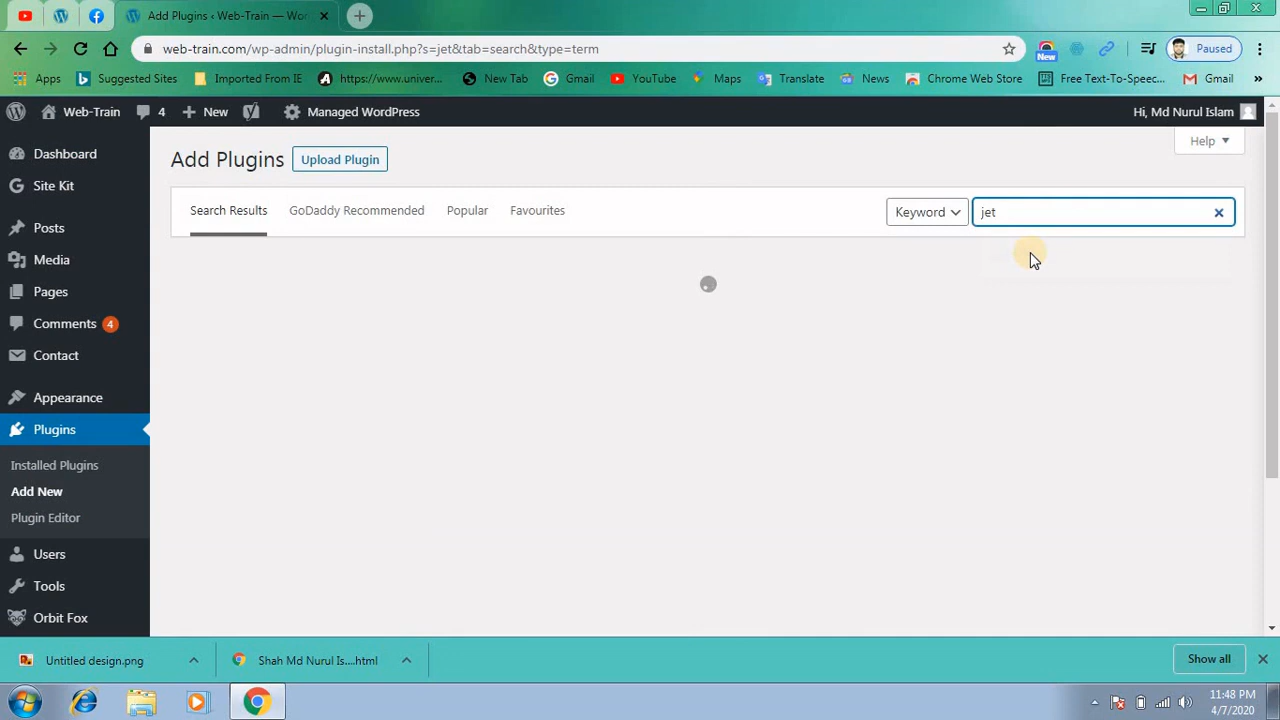 Add Plugins ‹ Web-Train — Wor
web-train.com/wp-admin/plugin-install.php?s=jet&tab=search&type=term
New
Paused
Apps
Suggested Sites
Imported From IE
https://www.univer...
New Tab
Gmail
YouTube
Maps
Translate
News
Chrome Web Store
Free Text-To-Speec...
Gmail
»
Web-Train
4
New
Managed WordPress
Hi, Md Nurul Islam
Dashboard
Site Kit
Posts
Media
Pages
Comments 4
Contact
Appearance
Plugins
Installed Plugins
Add New
Plugin Editor
Users
Tools
Orbit Fox
Help
Add Plugins
Upload Plugin
Search Results
GoDaddy Recommended
Popular
Favourites
Keyword
jet
Untitled design.png
Shah Md Nurul Is....html
Show all
11:48 PM
4/7/2020